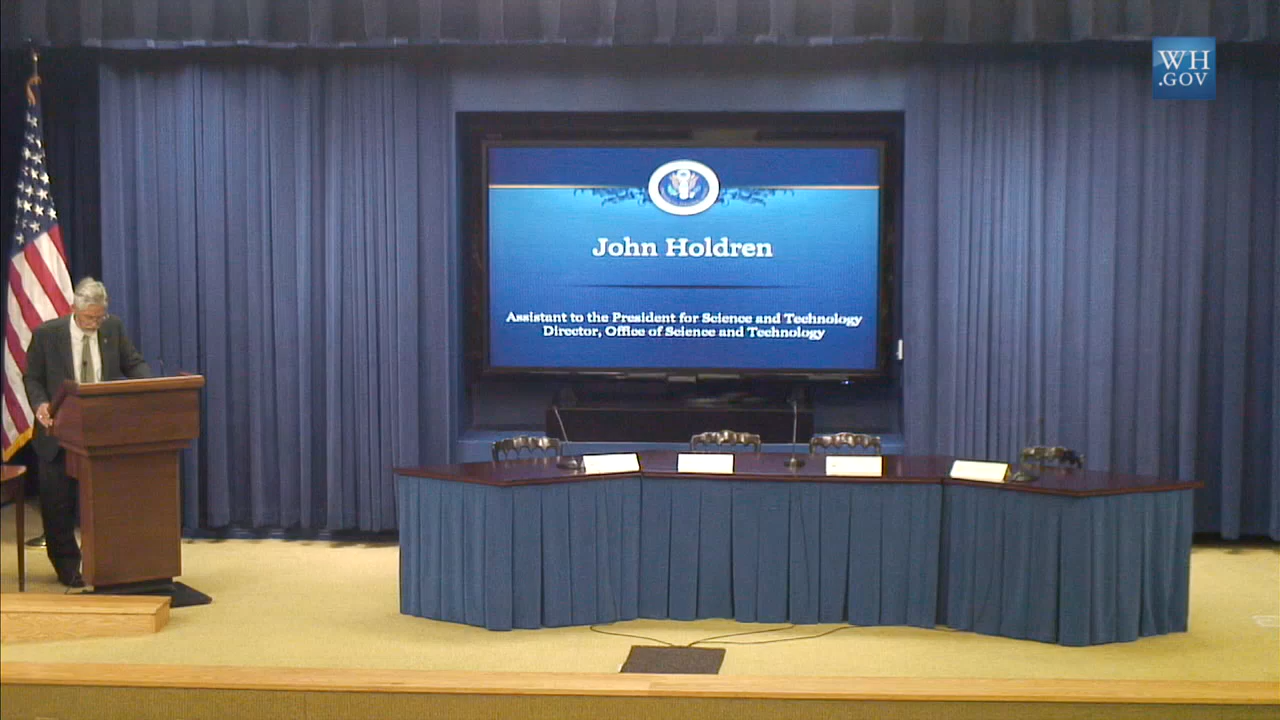 WH
.GOV
John Holdren
Assistant to the President for Science and Technology
Director, Office of Science and Technology